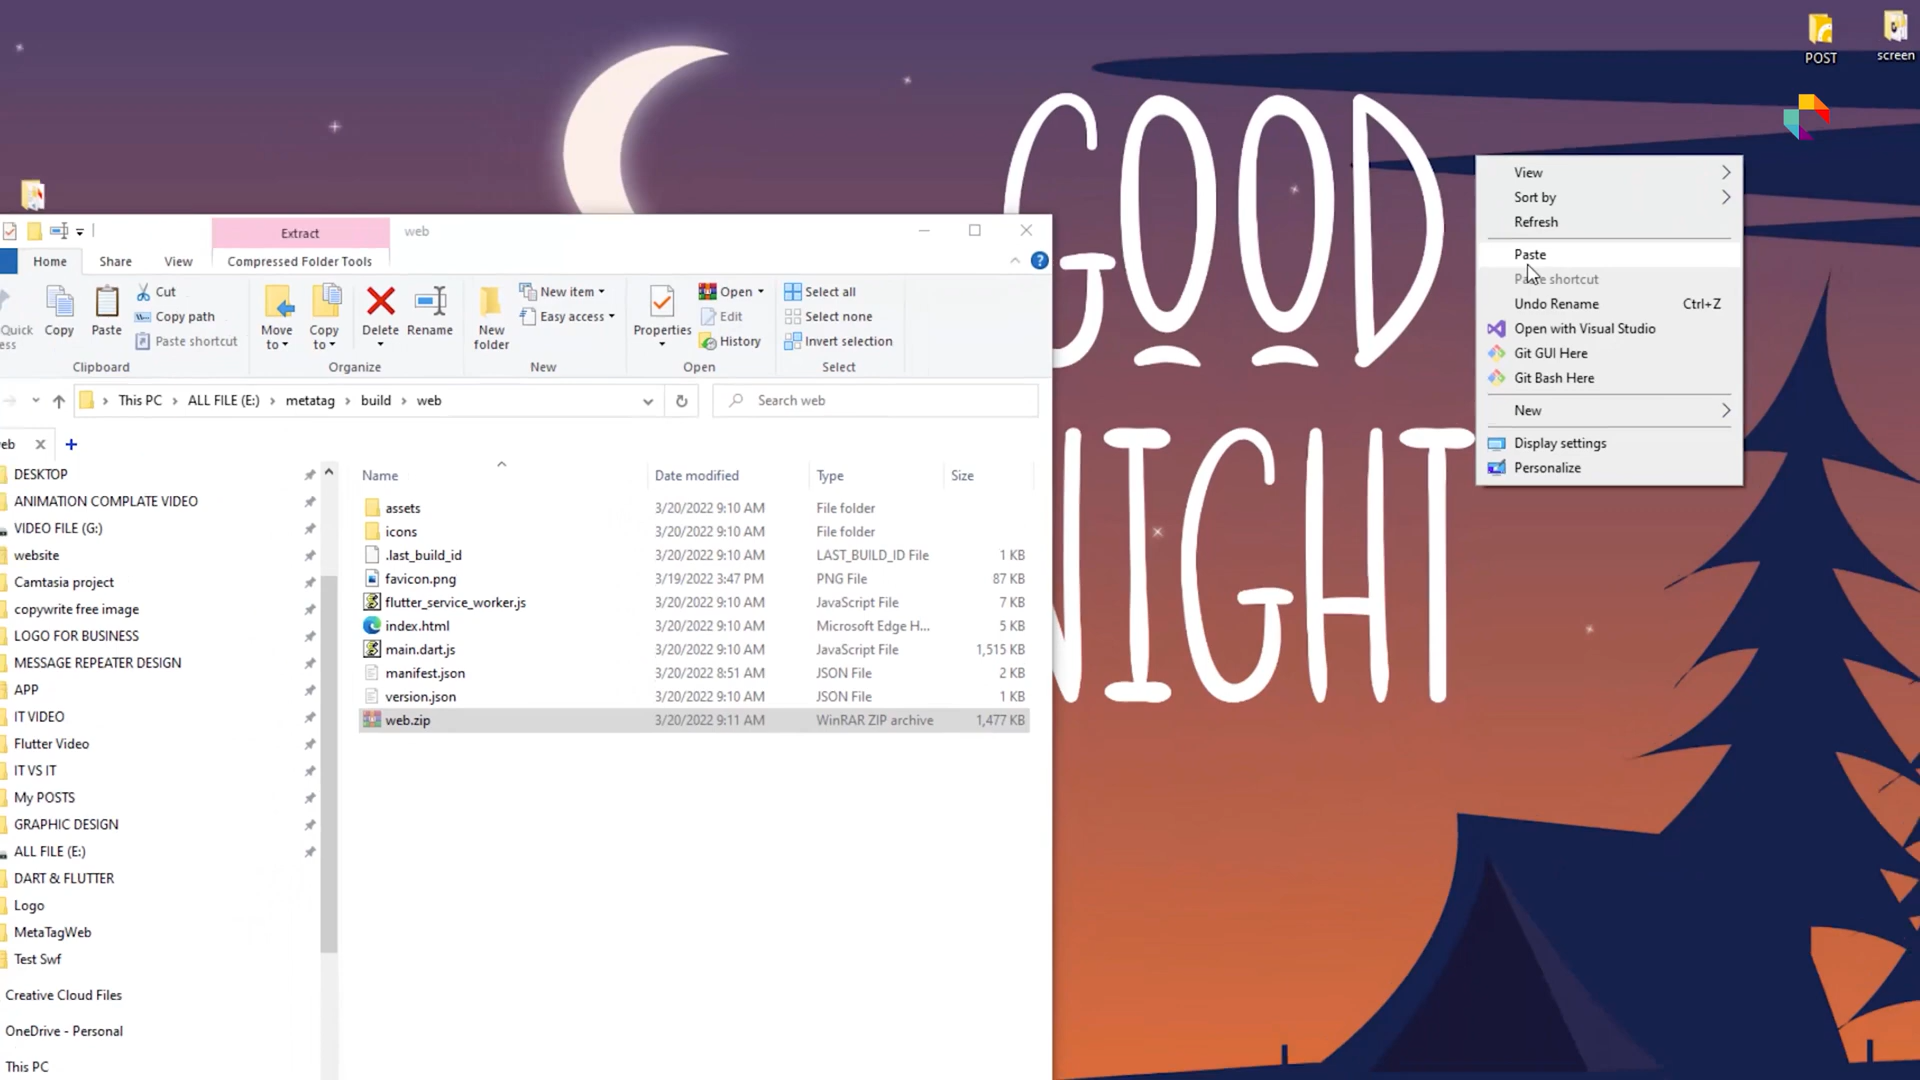 POST
screen
GOOD
NIGHT
Extract
web
Home
Share
View
Compressed Folder Tools
Copy
Paste
Cut
Copy path
Paste shortcut
Clipboard
Move to
Copy to
Delete
Rename
Organize
New folder
New item
Easy access
New
Properties
Open
Edit
History
Open
Select all
Select none
Invert selection
Select
This PC
ALL FILE (E:)
metatag
build
web
Search web
DESKTOP
ANIMATION COMPLATE VIDEO
VIDEO FILE (G:)
website
Camtasia project
copywrite free image
LOGO FOR BUSINESS
MESSAGE REPEATER DESIGN
APP
IT VIDEO
Flutter Video
IT VS IT
My POSTS
GRAPHIC DESIGN
ALL FILE (E:)
DART & FLUTTER
Logo
MetaTagWeb
Test Swf
Creative Cloud Files
OneDrive - Personal
This PC
Name Date modified Type Size
assets 3/20/2022 9:10 AM File folder
icons 3/20/2022 9:10 AM File folder
.last_build_id 3/20/2022 9:10 AM LAST_BUILD_ID File 1 KB
favicon.png 3/19/2022 3:47 PM PNG File 87 KB
flutter_service_worker.js 3/20/2022 9:10 AM JavaScript File 7 KB
index.html 3/20/2022 9:10 AM Microsoft Edge H... 5 KB
main.dart.js 3/20/2022 9:10 AM JavaScript File 1,515 KB
manifest.json 3/20/2022 8:51 AM JSON File 2 KB
version.json 3/20/2022 9:10 AM JSON File 1 KB
web.zip 3/20/2022 9:11 AM WinRAR ZIP archive 1,477 KB
View
Sort by
Refresh
Paste
Paste shortcut
Undo Rename Ctrl+Z
Open with Visual Studio
Git GUI Here
Git Bash Here
New
Display settings
Personalize